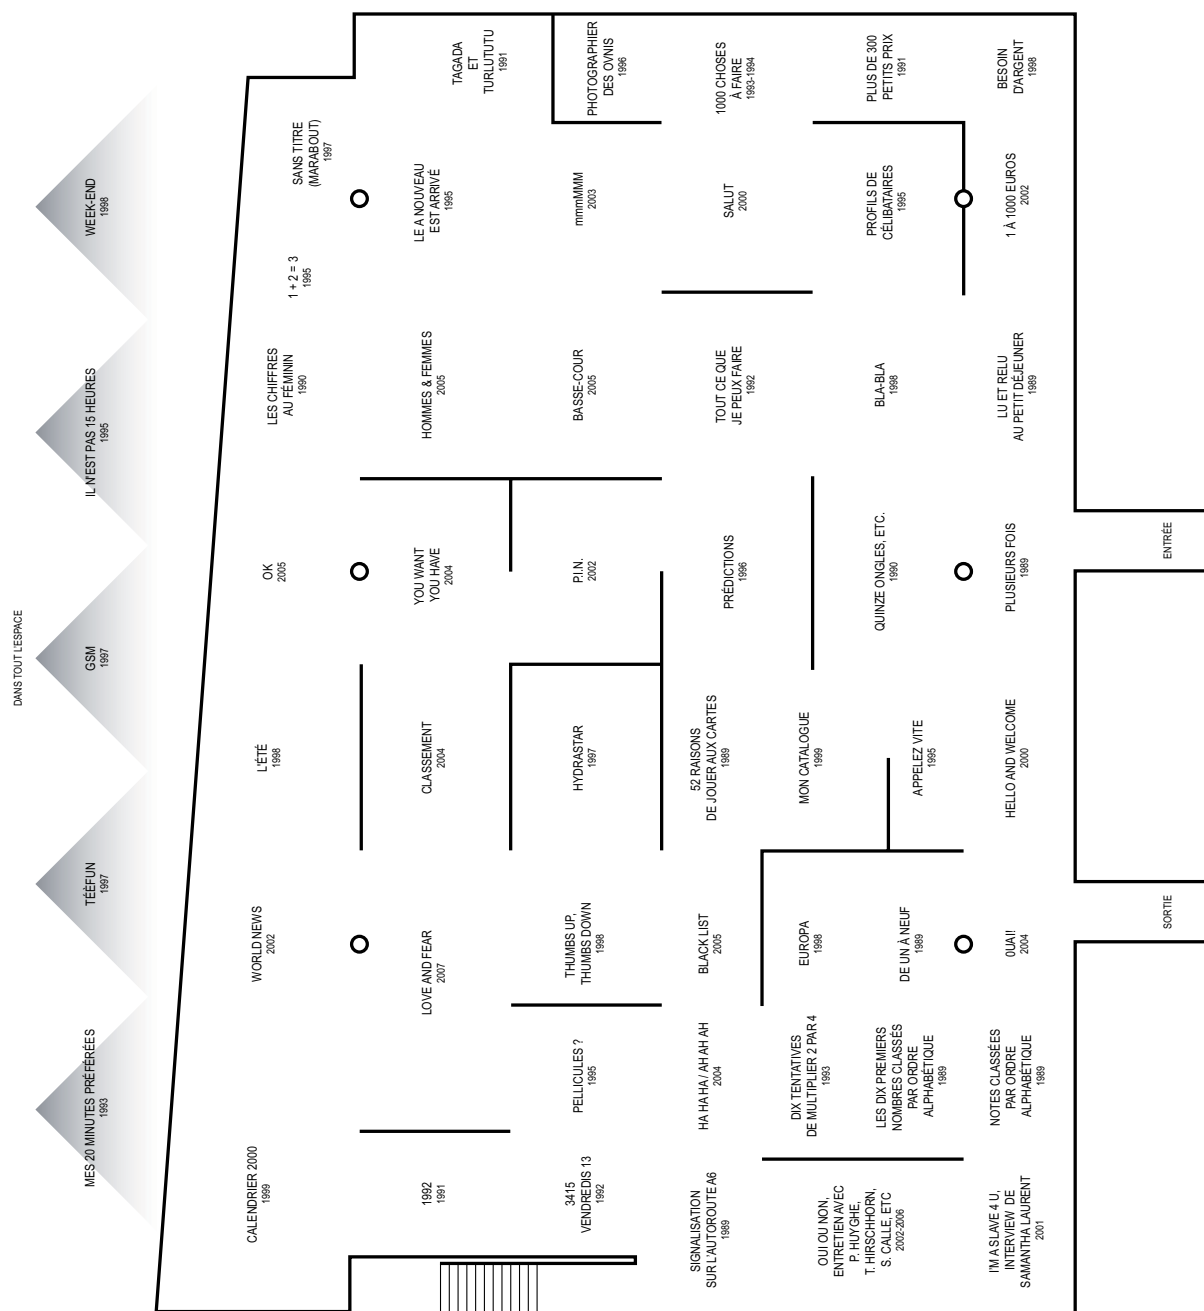 DANS TOUT L'ESPACE
MES 20 MINUTES PRÉFÉRÉES
1993
TÉÉFUN
1997
GSM
1997
IL N'EST PAS 15 HEURES
1995
WEEK-END
1998
CALENDRIER 2000
1999
WORLD NEWS
2002
L'ÉTÉ
1998
OK
2005
LES CHIFFRES
AU FÉMININ
1990
1 + 2 = 3
1995
SANS TITRE
(MARABOUT)
1997
1992
1991
LOVE AND FEAR
2007
CLASSEMENT
2004
YOU WANT
YOU HAVE
2004
HOMMES & FEMMES
2005
LE A NOUVEAU
EST ARRIVÉ
1995
TAGADA
ET
TURLUTUTU
1991
3415
VENDREDIS 13
1992
PELLICULES ?
1995
THUMBS UP,
THUMBS DOWN
1998
HYDRASTAR
1997
P.I.N.
2002
BASSE-COUR
2005
mmmMMM
2003
PHOTOGRAPHIER
DES OVNIS
1996
SIGNALISATION
SUR L'AUTOROUTE A6
1989
HA HA HA / AH AH AH
2004
BLACK LIST
2005
52 RAISONS
DE JOUER AUX CARTES
1989
PRÉDICTIONS
1996
TOUT CE QUE
JE PEUX FAIRE
1992
SALUT
2000
1000 CHOSES
À FAIRE
1993-1994
OUI OU NON,
ENTRETIEN AVEC
P. HUYGHE,
T. HIRSCHHORN,
S. CALLE, ETC
2002-2006
DIX TENTATIVES
DE MULTIPLIER 2 PAR 4
1993
LES DIX PREMIERS
NOMBRES CLASSÉS
PAR ORDRE
ALPHABÉTIQUE
1989
EUROPA
1998
DE UN À NEUF
1989
MON CATALOGUE
1999
APPELEZ VITE
1995
QUINZE ONGLES, ETC.
1990
BLA-BLA
1998
PROFILS DE
CÉLIBATAIRES
1995
PLUS DE 300
PETITS PRIX
1991
I'M A SLAVE 4 U,
INTERVIEW DE
SAMANTHA LAURENT
2001
NOTES CLASSÉES
PAR ORDRE
ALPHABÉTIQUE
1989
OUAI!
2004
HELLO AND WELCOME
2000
PLUSIEURS FOIS
1989
LU ET RELU
AU PETIT DÉJEUNER
1989
1 À 1000 EUROS
2002
BESOIN
D'ARGENT
1998
SORTIE
ENTRÉE